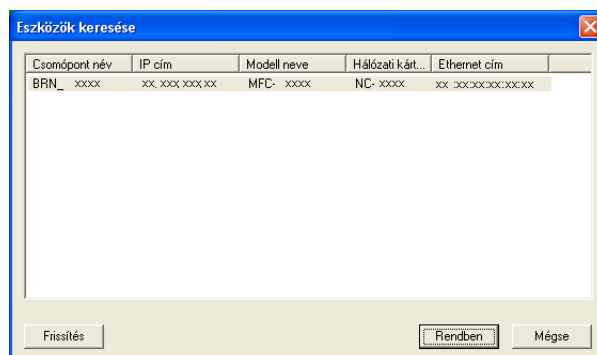 Eszközök keresése
Csomópont név IP cím Modell neve Hálózati kárt... Ethernet cím
BRN_ xxxx xx, xxx, xxx, xx MFC- xxxx NC- xxxx xx :xx:xx:xx:xx:xx
Frissítés Rendben Mégse